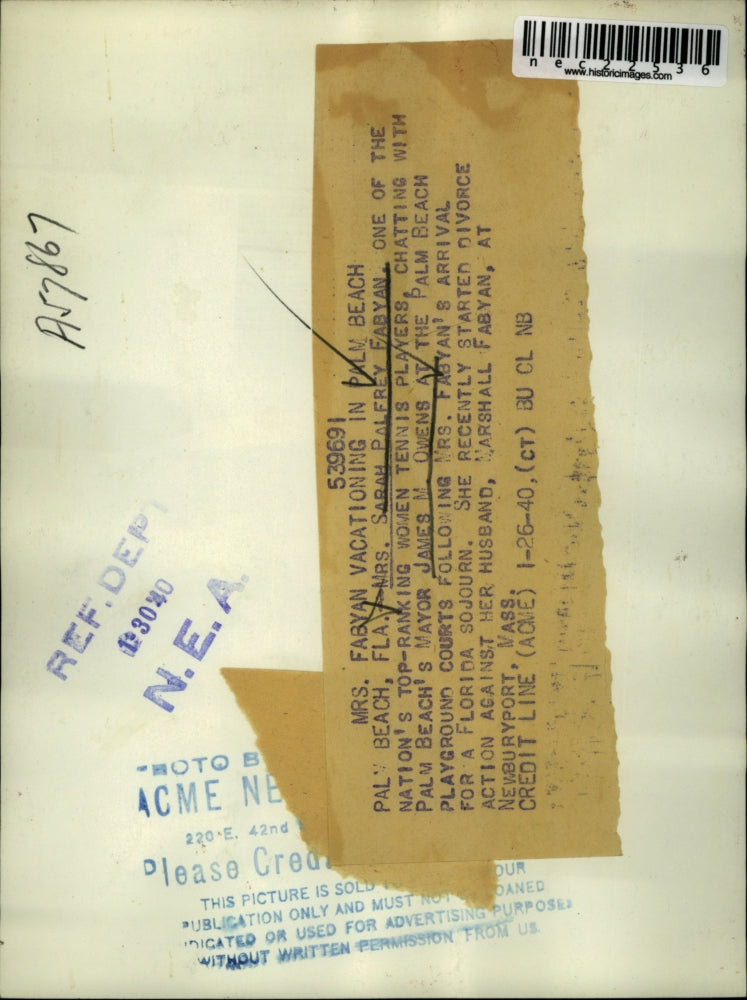 nec22536
www.historicimages.com
A57867
539691
MRS. FABYAN VACATIONING IN PALM BEACH
PALM BEACH, FLA.--MRS. SARAH PALFREY FABYAN, ONE OF THE
NATION'S TOP-RANKING WOMEN TENNIS PLAYERS, CHATTING WITH
PALM BEACH'S MAYOR JAMES M. OWENS AT THE PALM BEACH
PLAYGROUND COURTS FOLLOWING MRS. FABYAN'S ARRIVAL
FOR A FLORIDA SOJOURN. SHE RECENTLY STARTED DIVORCE
ACTION AGAINST HER HUSBAND, MARSHALL FABYAN, AT
NEWBURYPORT, MASS.
CREDIT LINE (ACME) 1-26-40,(CT) BU CL NB
REF. DEPT
3040
N.E.A.
PHOTO B
ACME NE
220 E. 42nd
Please Cred
THIS PICTURE IS SOLD OUR
PUBLICATION ONLY AND MUST NOT LOANED
DICATED OR USED FOR ADVERTISING PURPOSES
WITHOUT WRITTEN PERMISSION FROM US.